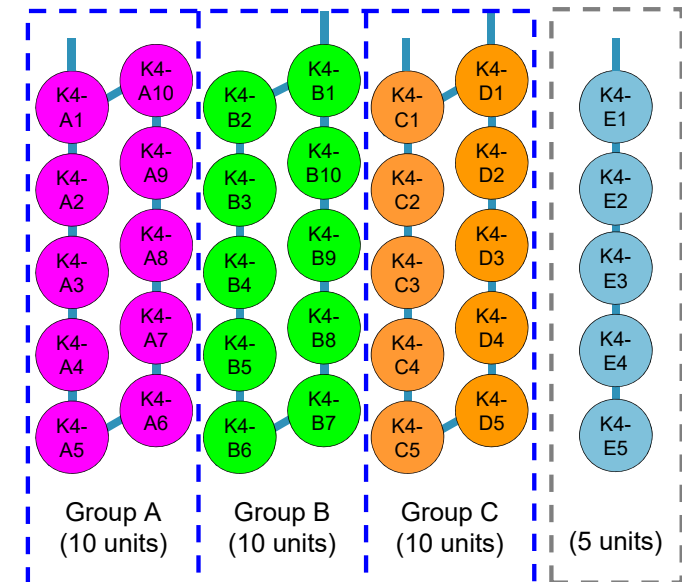 K4-
A1
K4-
A2
K4-
A3
K4-
A4
K4-
A5
K4-
A10
K4-
A9
K4-
A8
K4-
A7
K4-
A6
Group A
(10 units)
K4-
B2
K4-
B3
K4-
B4
K4-
B5
K4-
B6
K4-
B1
K4-
B10
K4-
B9
K4-
B8
K4-
B7
Group B
(10 units)
K4-
C1
K4-
C2
K4-
C3
K4-
C4
K4-
C5
K4-
D1
K4-
D2
K4-
D3
K4-
D4
K4-
D5
Group C
(10 units)
K4-
E1
K4-
E2
K4-
E3
K4-
E4
K4-
E5
(5 units)